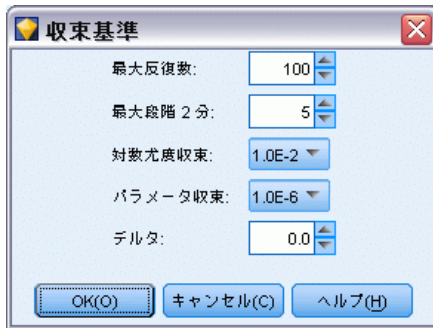 収束基準
最大反復数: 100
最大段階２分: 5
対数尤度収束: 1.0E-2
パラメータ収束: 1.0E-6
デルタ: 0.0
OK(O) キャンセル(C) ヘルプ(H)